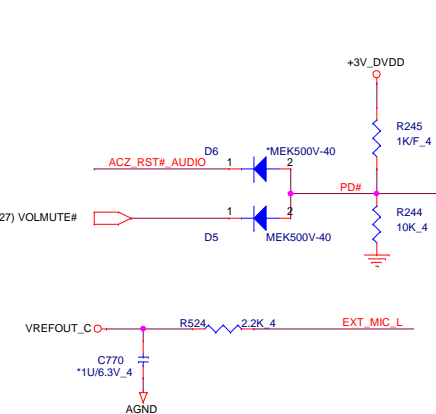 +3V_DVDD
R245
1K/F_4
D6
*MEK500V-40
ACZ_RST#_AUDIO
1
2
PD#
27) VOLMUTE#
1
2
D5
MEK500V-40
R244
10K_4
VREFOUT_C
R524
2.2K_4
EXT_MIC_L
C770
*1U/6.3V_4
AGND